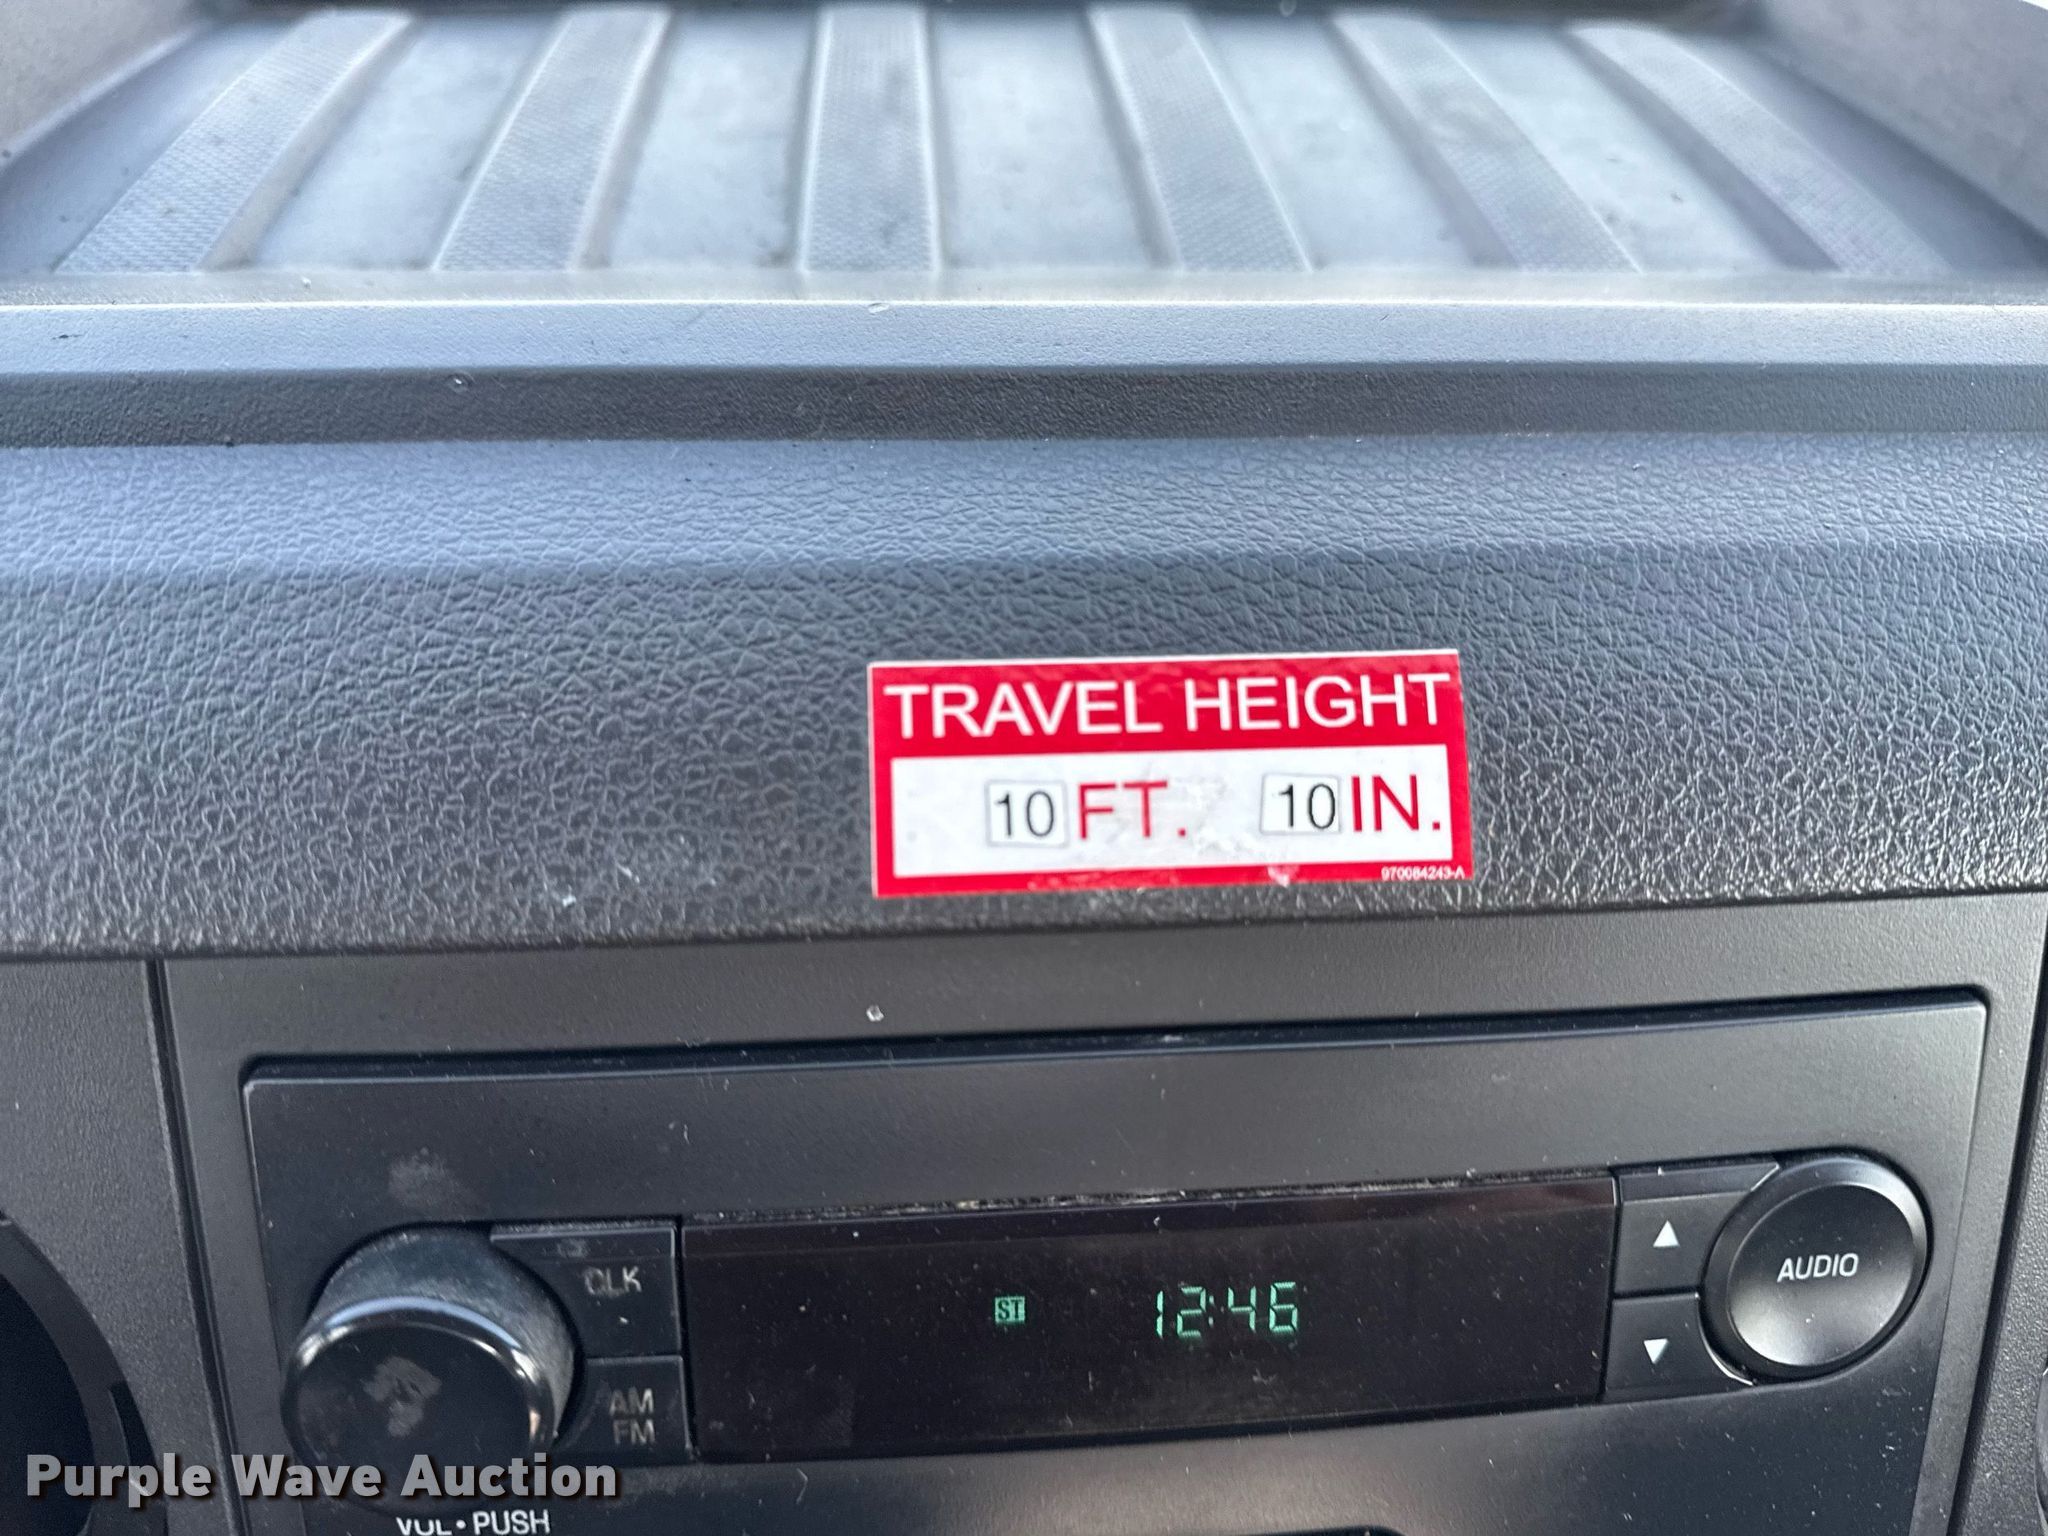 TRAVEL HEIGHT
10 FT. 10 IN.
970084243-A
CLK
ST 12:46
AUDIO
AM
FM
VOL • PUSH
Purple Wave Auction